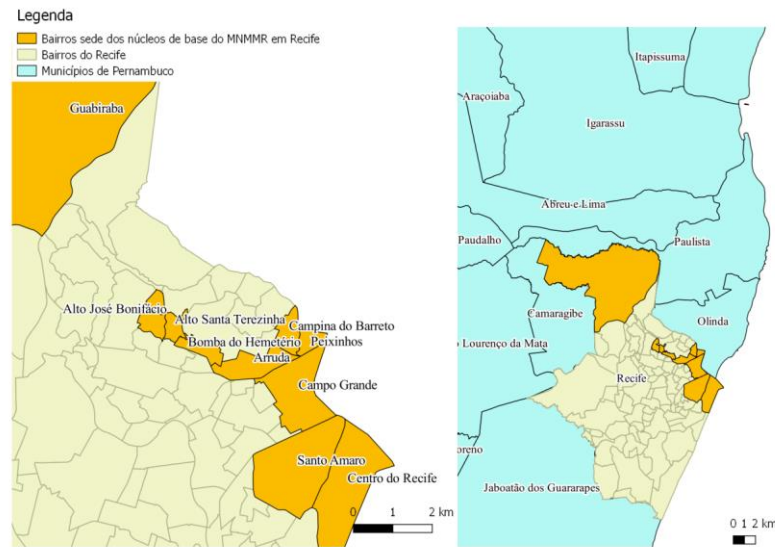 Legenda
Bairros sede dos núcleos de base do MNMMR em Recife
Bairros do Recife
Municípios de Pernambuco
Guabiraba
Alto José Bonifácio
Alto Santa Terezinha
Campina do Barreto
Bomba do Hemetério
Peixinhos
Arruda
Campo Grande
Santo Amaro
Centro do Recife
0 1 2 km
Itapissuma
Araçoiaba
Igarassu
Abreu-e-Lima
Paudalho
Paulista
Camaragibe
Olinda
o Lourenço da Mata
Recife
oreno
Jaboatão dos Guararapes
0 1 2 km